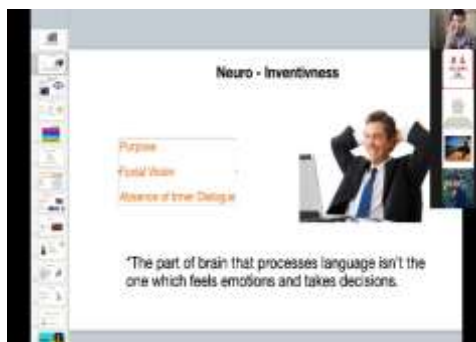 Neuro - Inventivness
Purpose
Foveal Vision
Absence of Inner Dialogue
"The part of brain that processes language isn't the
one which feels emotions and takes decisions.